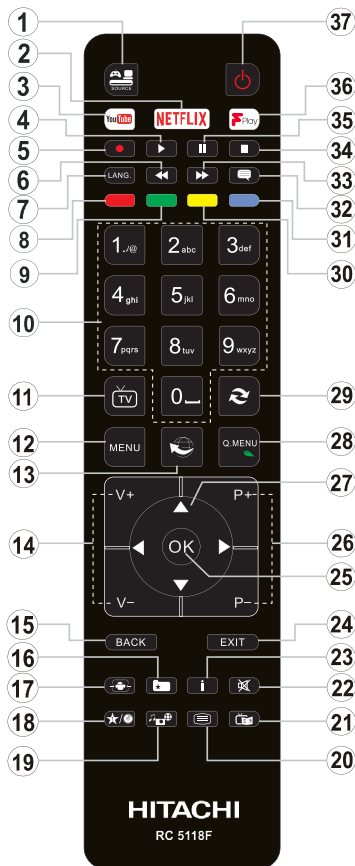 1
37
2
SOURCE
3
36
You Tube
NETFLIX
FPlay
4
35
5
34
6
33
7
LANG.
32
8
31
9
30
1./@
2abc
3def
4ghi
5jkl
6mno
10
7pqrs
8tuv
9wxyz
11
TV
0
29
12
MENU
Q.MENU
28
13
27
V+
P+
14
OK
26
25
V-
P-
15
BACK
EXIT
24
16
23
17
i
22
18
21
19
20
HITACHI
RC 5118F